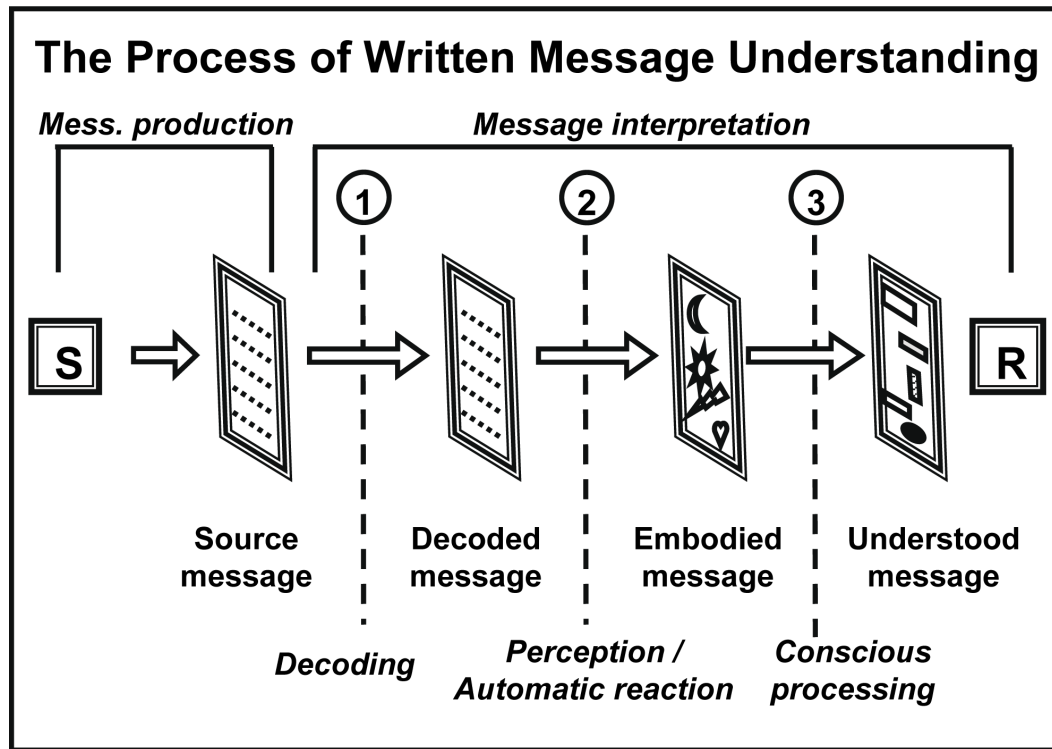 The Process of Written Message Understanding
Mess. production
Message interpretation
1
2
3
S
R
Source
message
Decoded
message
Embodied
message
Understood
message
Decoding
Perception /
Automatic reaction
Conscious
processing